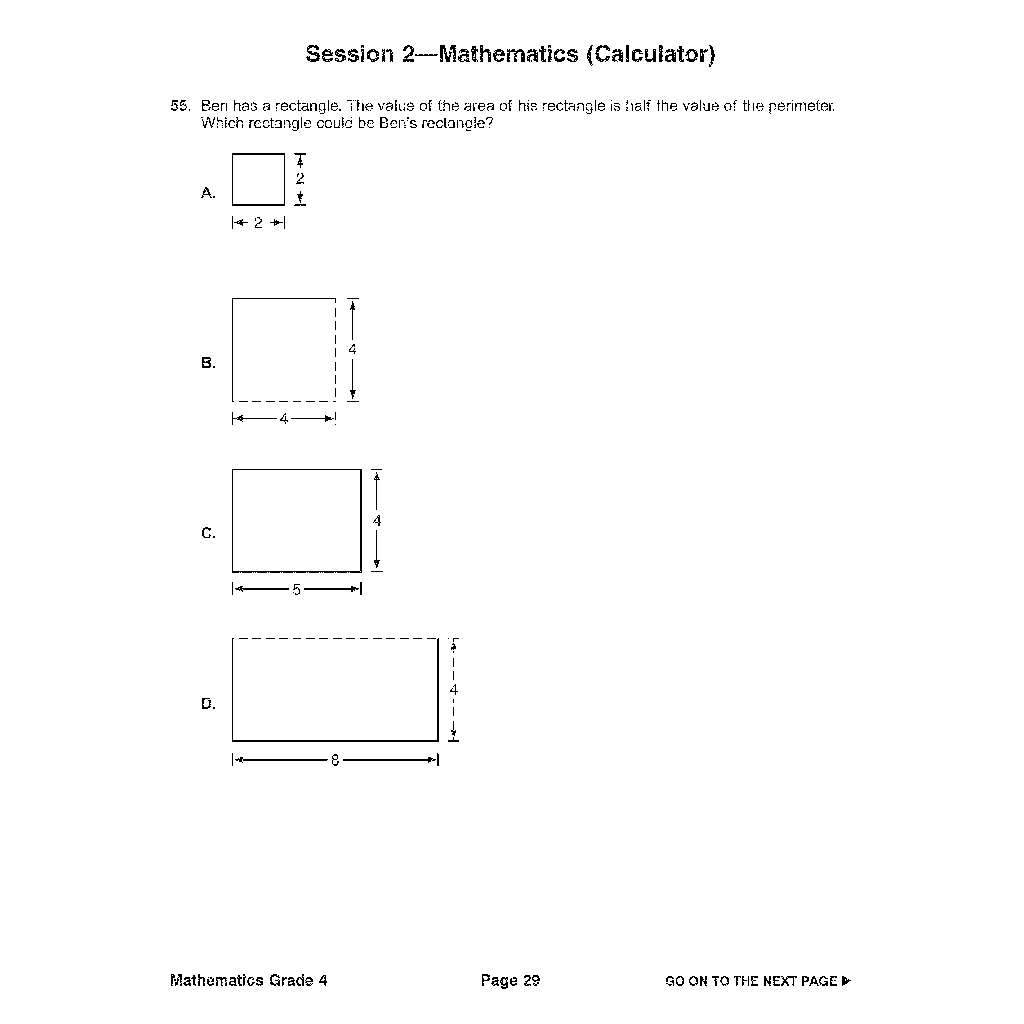 Session 2—Mathematics (Calculator)
55. Ben has a rectangle. The value of the area of his rectangle is half the value of the perimeter.
Which rectangle could be Ben's rectangle?
2
A.
2
4
B.
4
4
C.
5
4
D.
8
Mathematics Grade 4 Page 29 GO ON TO THE NEXT PAGE ▶